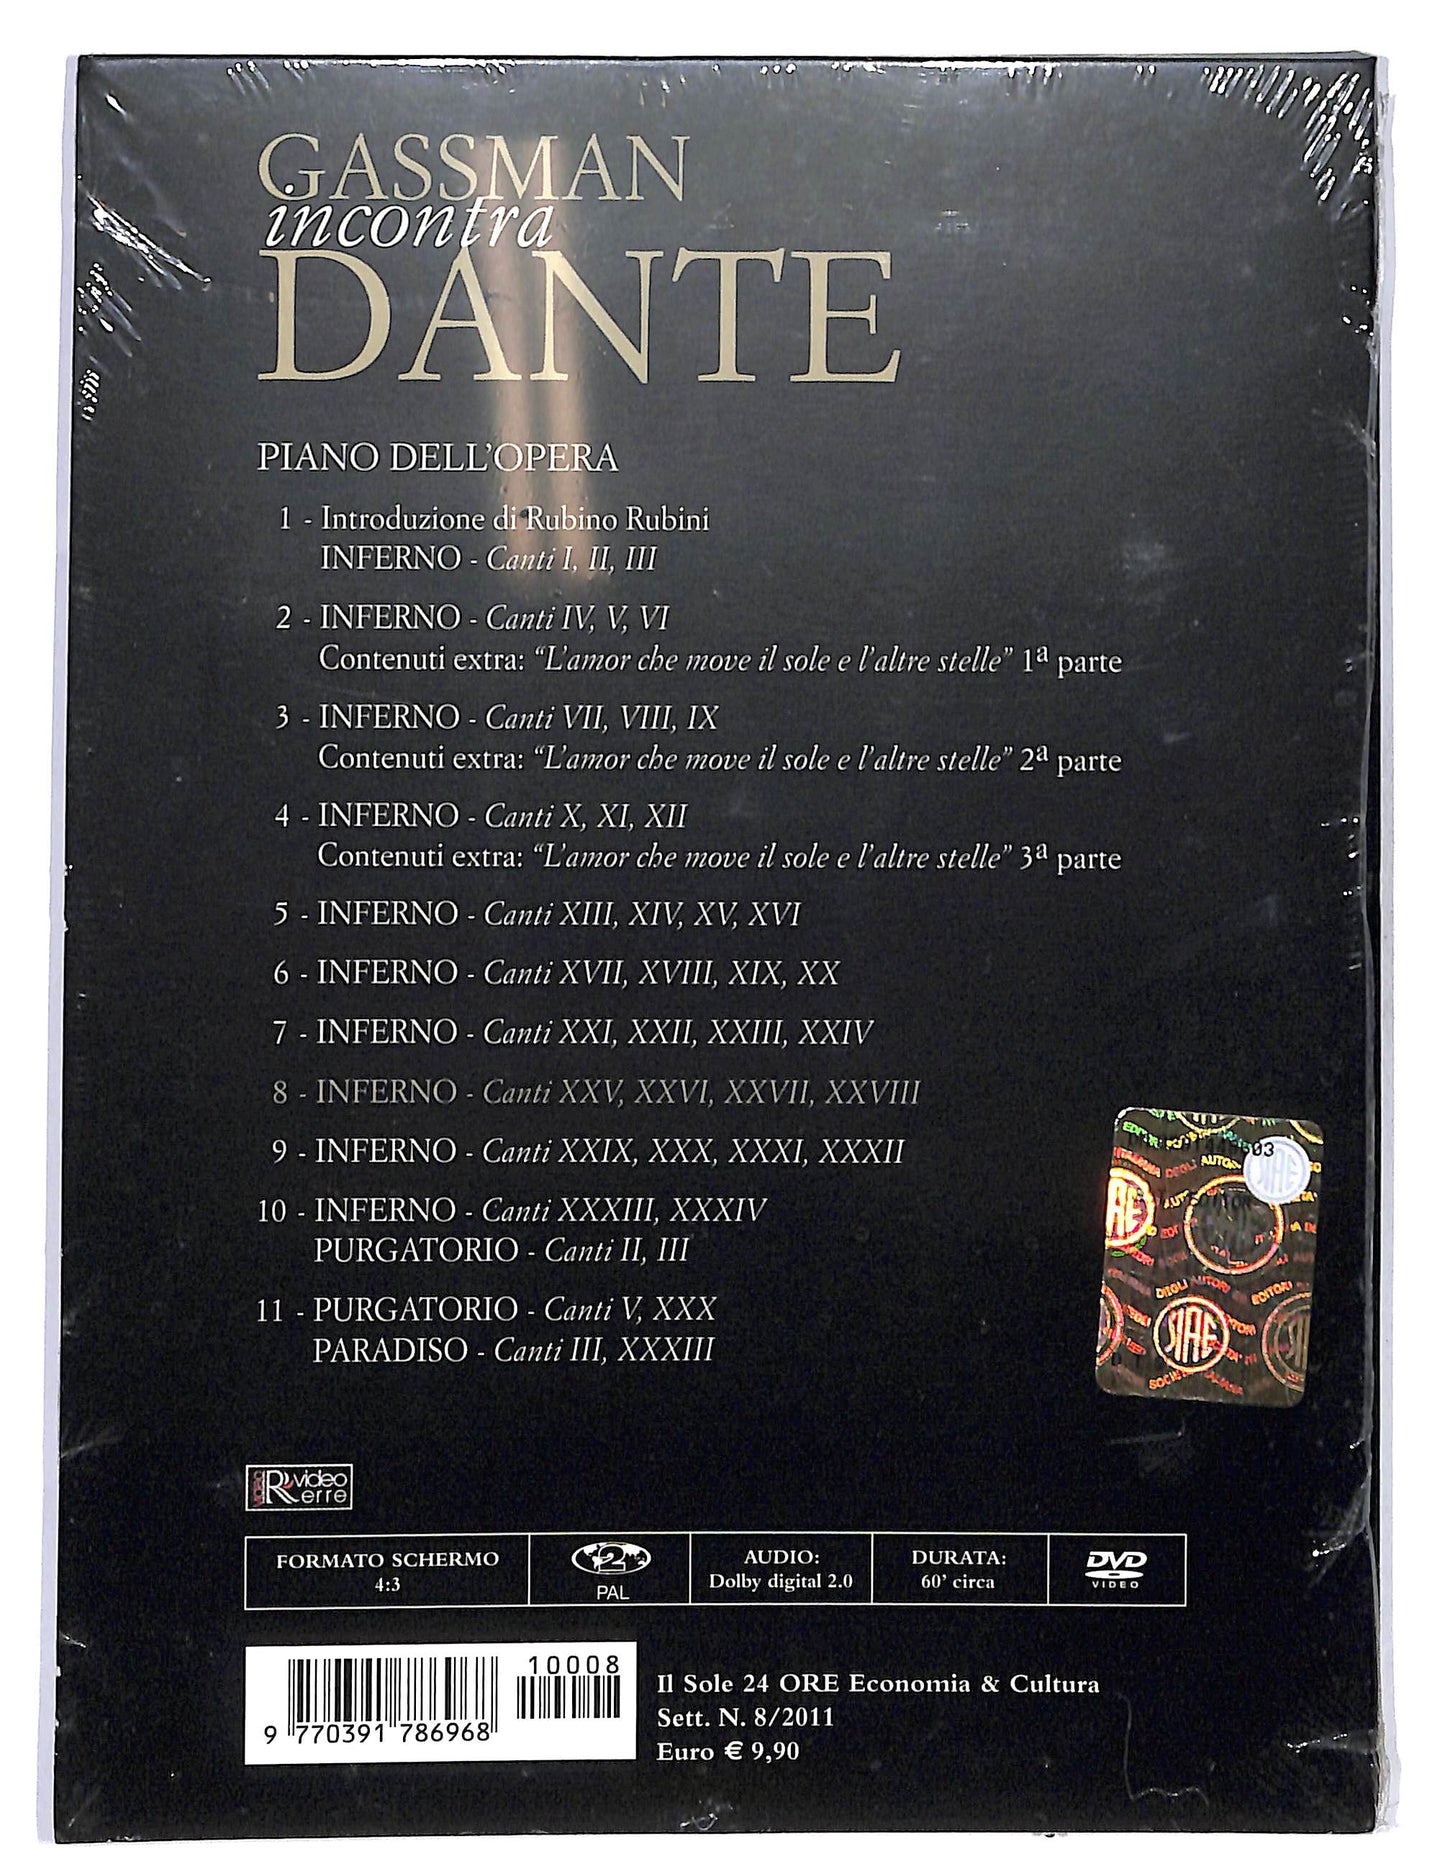 GASSMAN
incontra
DANTE
PIANO DELL'OPERA
1 - Introduzione di Rubino Rubini
INFERNO - Canti I, II, III
2 - INFERNO - Canti IV, V, VI
Contenuti extra: “L'amor che move il sole e l'altre stelle” 1ª parte
3 - INFERNO - Canti VII, VIII, IX
Contenuti extra: “L'amor che move il sole e l'altre stelle” 2ª parte
4 - INFERNO - Canti X, XI, XII
Contenuti extra: “L'amor che move il sole e l'altre stelle” 3ª parte
5 - INFERNO - Canti XIII, XIV, XV, XVI
6 - INFERNO - Canti XVII, XVIII, XIX, XX
7 - INFERNO - Canti XXI, XXII, XXIII, XXIV
8 - INFERNO - Canti XXV, XXVI, XXVII, XXVIII
9 - INFERNO - Canti XXIX, XXX, XXXI, XXXII
10 - INFERNO - Canti XXXIII, XXXIV
PURGATORIO - Canti II, III
11 - PURGATORIO - Canti V, XXX
PARADISO - Canti III, XXXIII
03
SIAE
DEGLI AUTORI ED EDITORI
SIAE
video
erre
FORMATO SCHERMO
4:3
2
PAL
AUDIO:
Dolby digital 2.0
DURATA:
60' circa
DVD
VIDEO
10008
9 770391 786968
Il Sole 24 ORE Economia & Cultura
Sett. N. 8/2011
Euro € 9,90